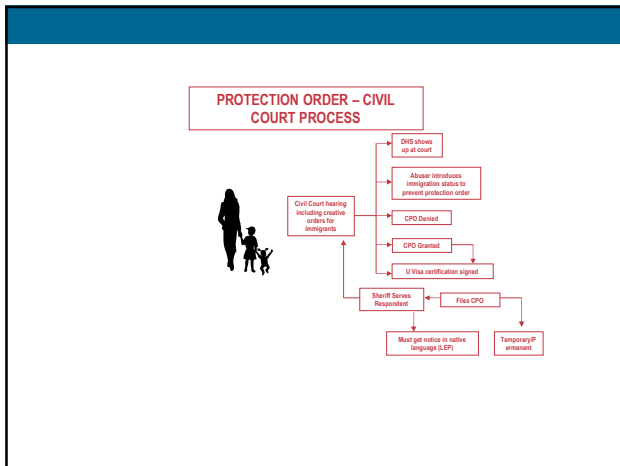 PROTECTION ORDER – CIVIL
COURT PROCESS
DHS shows
up at court
Abuser introduces
immigration status to
prevent protection order
Civil Court hearing
including creative
orders for
immigrants
CPO Denied
CPO Granted
U Visa certification signed
Sheriff Serves
Respondent
Files CPO
Must get notice in native
language (LEP)
Temporary/P
ermanent